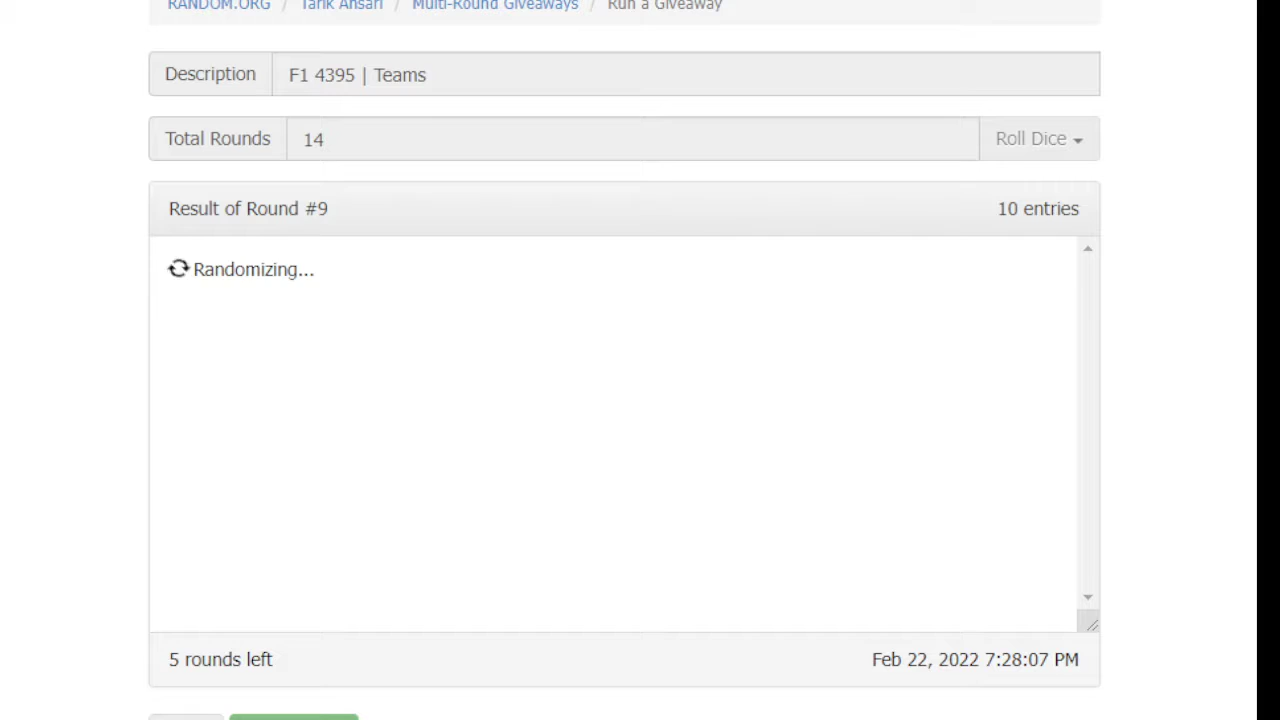 RANDOM.ORG / Tarik Ansari / Multi-Round Giveaways / Run a Giveaway
Description F1 4395 | Teams
Total Rounds 14 Roll Dice
Result of Round #9 10 entries
Randomizing...
5 rounds left Feb 22, 2022 7:28:07 PM